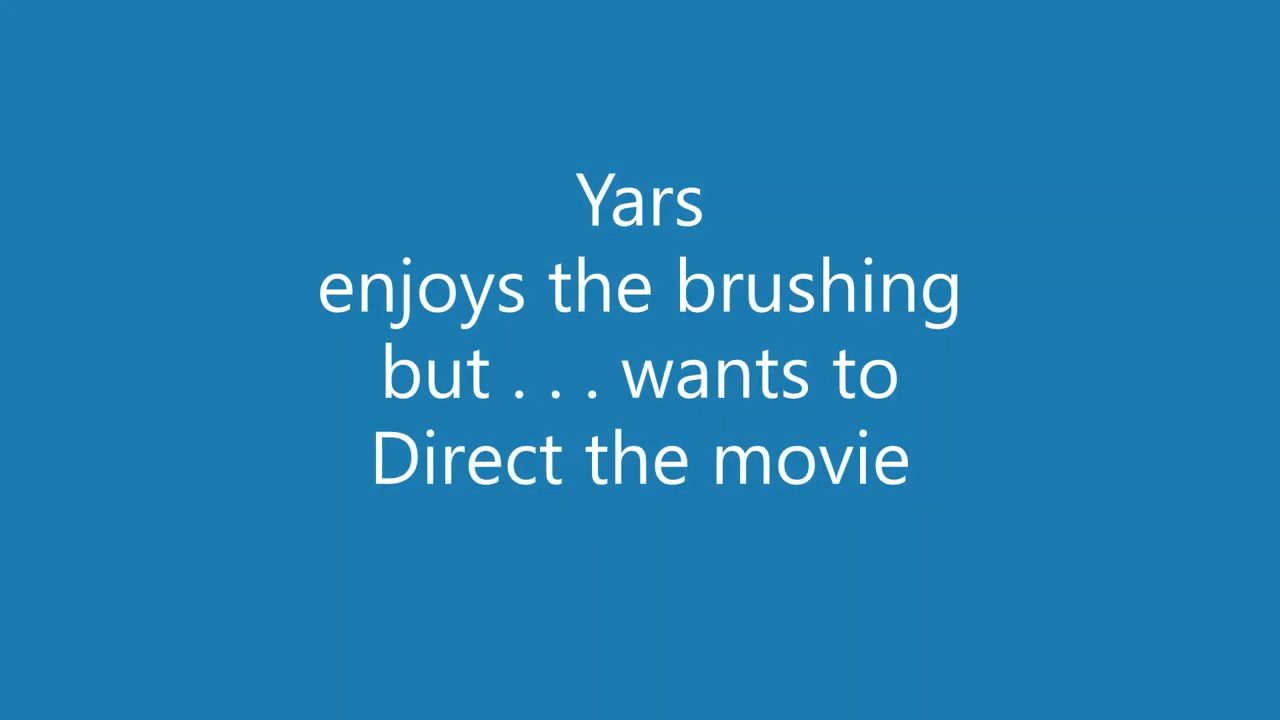 Yars
enjoys the brushing
but . . . wants to
Direct the movie